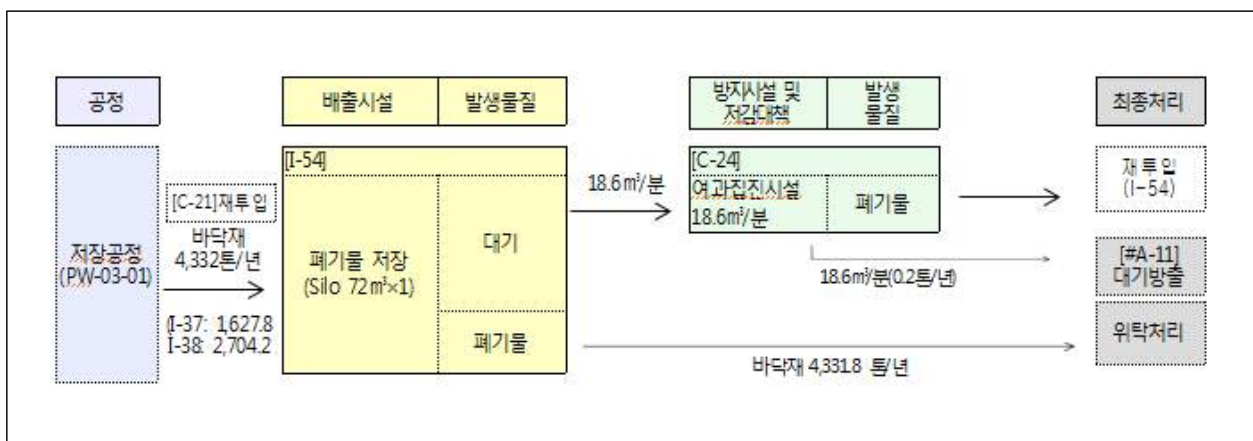 공정
배출시설
발생물질
방지시설 및
저감대책
발생
물질
최종처리
저장공정
(PW-03-01)
[C-21]재투입
바닥재
4,332톤/년
(I-37: 1,627.8
I-38: 2,704.2
[I-54]
폐기물 저장
(Silo 72㎥×1)
대기
폐기물
18.6㎥/분
[C-24]
여과집진시설
18.6㎥/분
폐기물
18.6㎥/분(0.2톤/년)
바닥재 4,331.8 톤/년
재투입
(I-54)
[#A-11]
대기방출
위탁처리